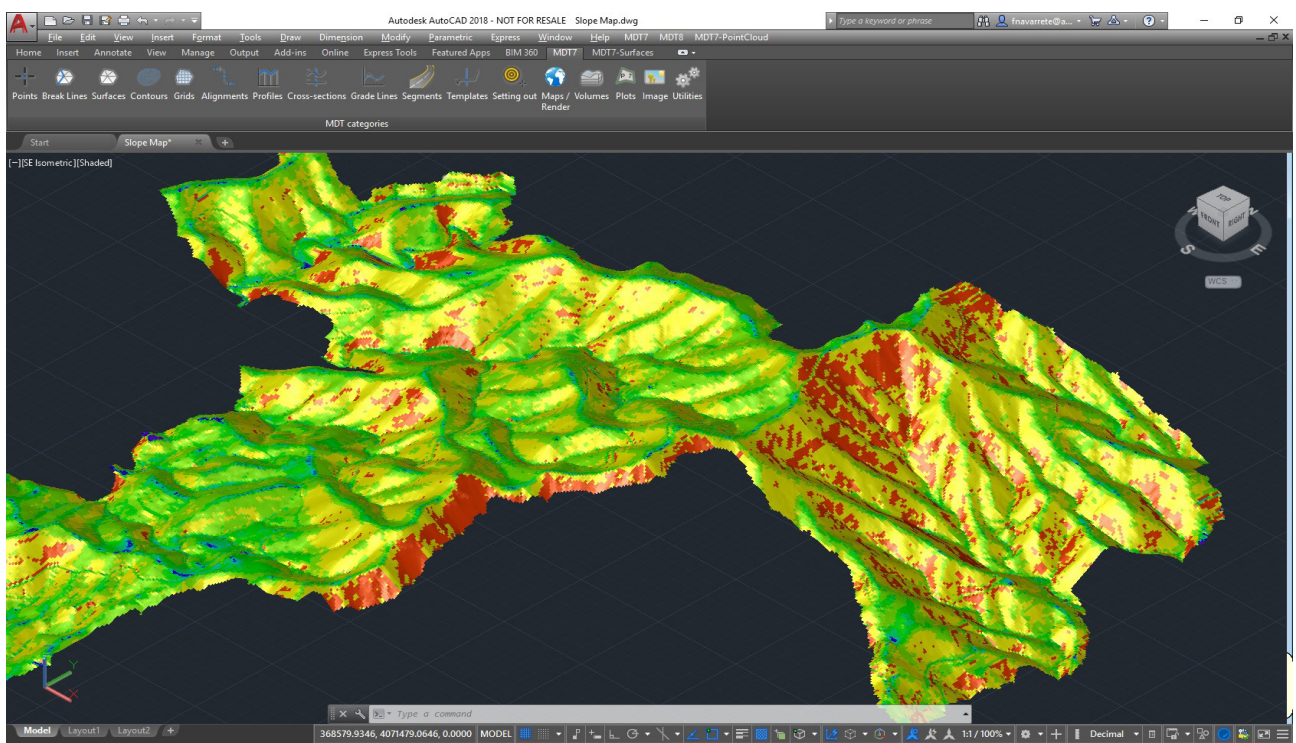 Autodesk AutoCAD 2018 - NOT FOR RESALE Slope Map.dwg
Type a keyword or phrase
fnavarrete@a...
File Edit View Insert Format Tools Draw Dimension Modify Parametric Express Window Help MDT7 MDT8 MDT7-PointCloud
Home Insert Annotate View Manage Output Add-ins Online Express Tools Featured Apps BIM 360 MDT7 MDT7-Surfaces
Points Break Lines Surfaces Contours Grids Alignments Profiles Cross-sections Grade Lines Segments Templates Setting out Maps / Volumes Plots Image Utilities
Render
MDT categories
Start Slope Map* +
[−][SE Isometric][Shaded]
TOP
FRONT RIGHT
W N
S E
WCS
Y
X
Type a command
Model Layout1 Layout2 +
368579.9346, 4071479.0646, 0.0000 MODEL 1:1 / 100% Decimal